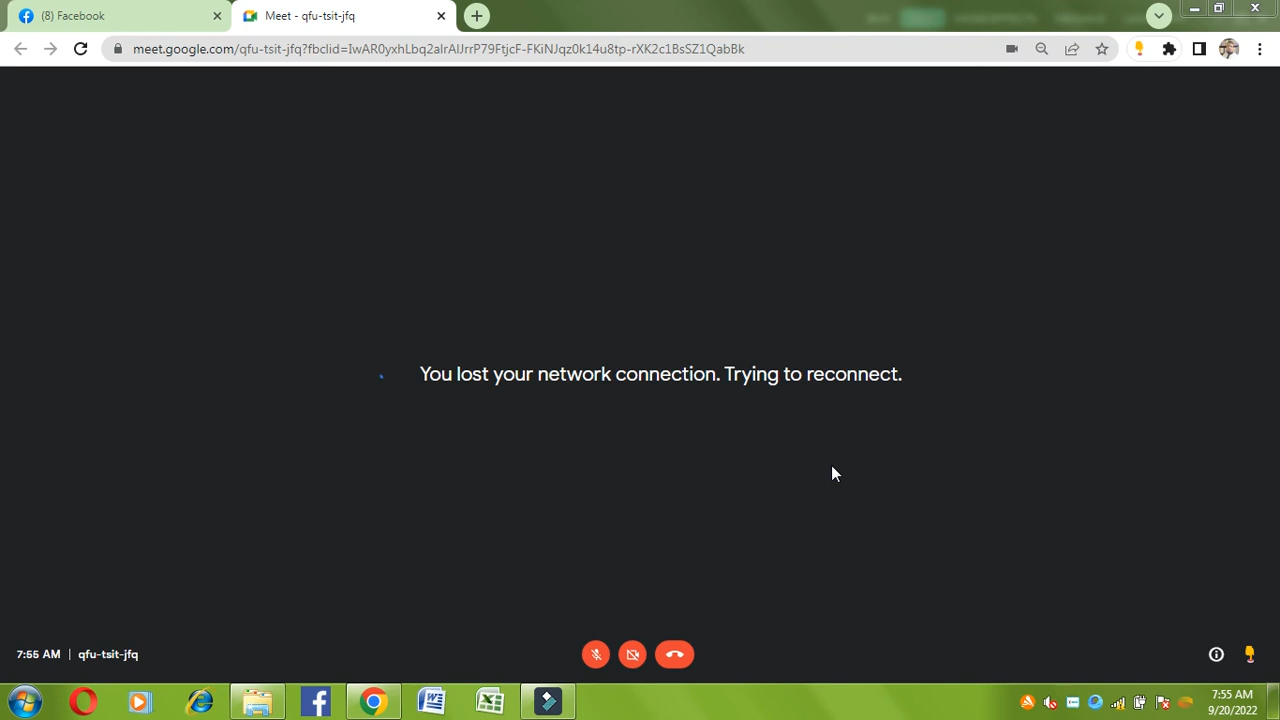 (8) Facebook
Meet - qfu-tsit-jfq
meet.google.com/qfu-tsit-jfq?fbclid=IwAR0yxhLbq2alrAlJrrP79FtjcF-FKiNJqz0k14u8tp-rXK2c1BsSZ1QabBk
You lost your network connection. Trying to reconnect.
7:55 AM | qfu-tsit-jfq
7:55 AM
9/20/2022